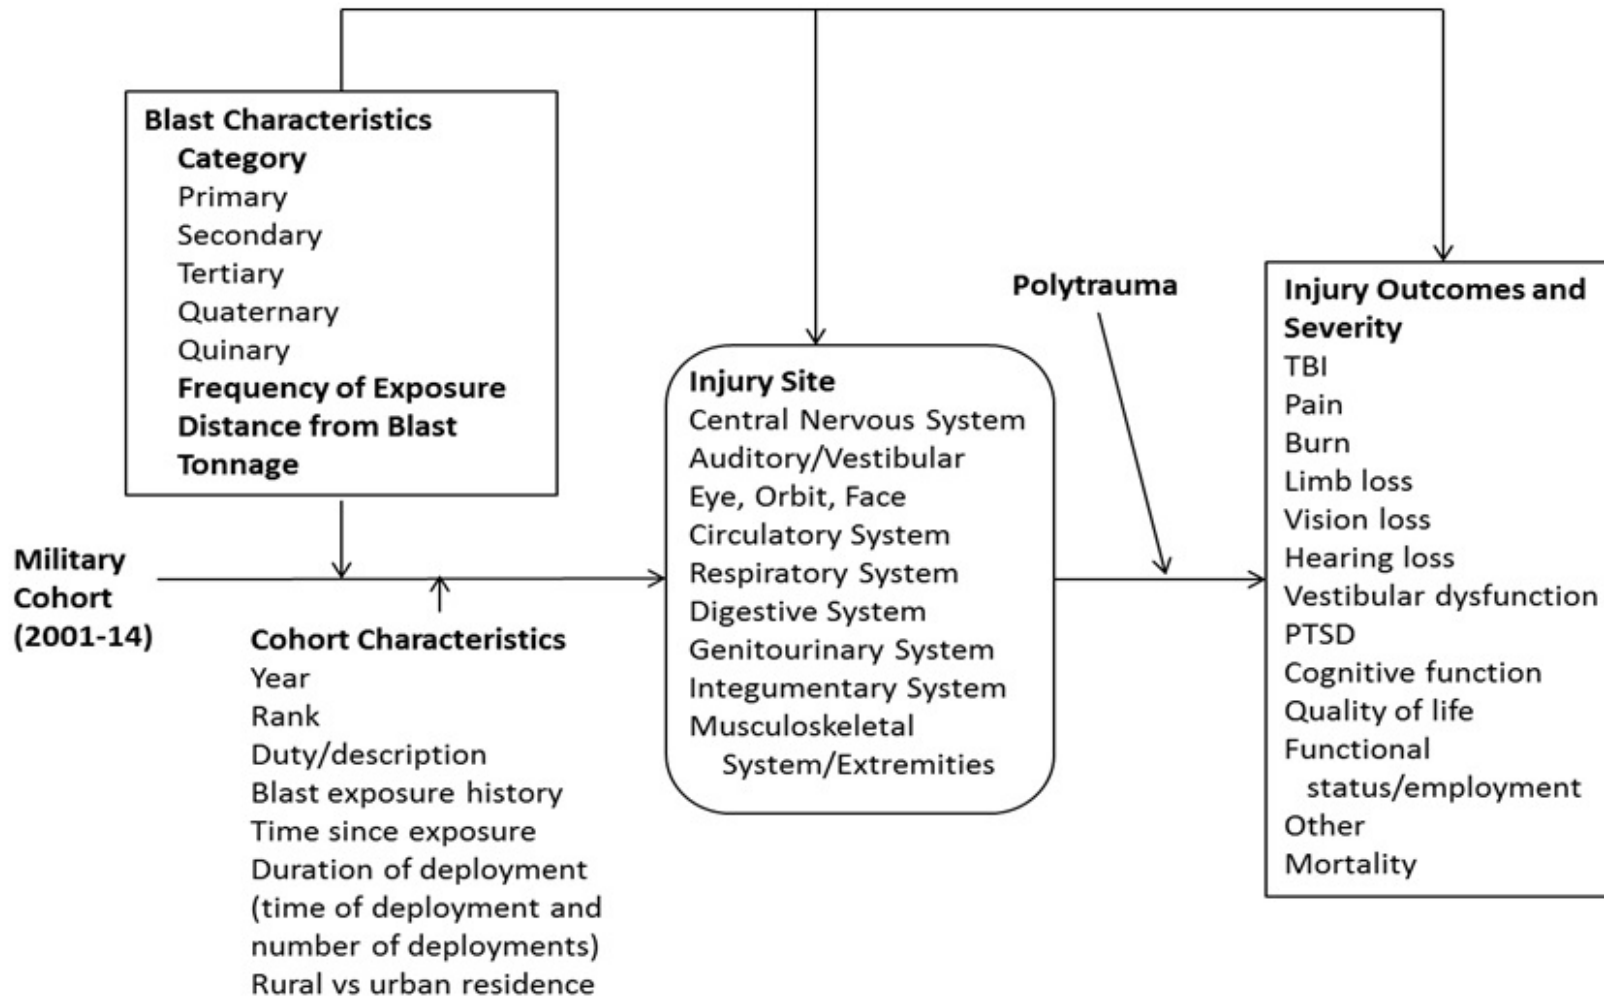 Blast Characteristics
Category
Primary
Secondary
Tertiary
Quaternary
Quinary
Frequency of Exposure
Distance from Blast
Tonnage
Military
Cohort
(2001-14)
Cohort Characteristics
Year
Rank
Duty/description
Blast exposure history
Time since exposure
Duration of deployment
(time of deployment and
number of deployments)
Rural vs urban residence
Injury Site
Central Nervous System
Auditory/Vestibular
Eye, Orbit, Face
Circulatory System
Respiratory System
Digestive System
Genitourinary System
Integumentary System
Musculoskeletal
System/Extremities
Polytrauma
Injury Outcomes and
Severity
TBI
Pain
Burn
Limb loss
Vision loss
Hearing loss
Vestibular dysfunction
PTSD
Cognitive function
Quality of life
Functional
status/employment
Other
Mortality